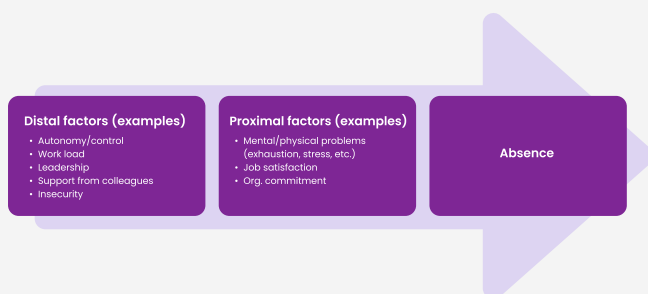 Distal factors (examples)
• Autonomy/control
• Work load
• Leadership
• Support from colleagues
• Insecurity
Proximal factors (examples)
• Mental/physical problems
(exhaustion, stress, etc.)
• Job satisfaction
• Org. commitment
Absence